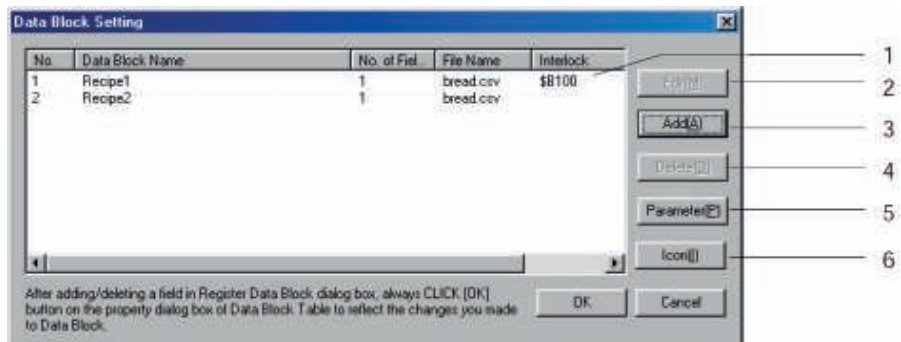 Data Block Setting
No. Data Block Name No. of Fiel... File Name Interlock
1 Recipe1 1 bread.csv $B100
2 Recipe2 1 bread.csv
1
2
Add(A) 3
Delete(D) 4
Parameter(P) 5
Icon(I) 6
After adding/deleting a field in Register Data Block dialog box, always CLICK [OK]
button on the property dialog box of Data Block Table to reflect the changes you made
to Data Block.
OK Cancel